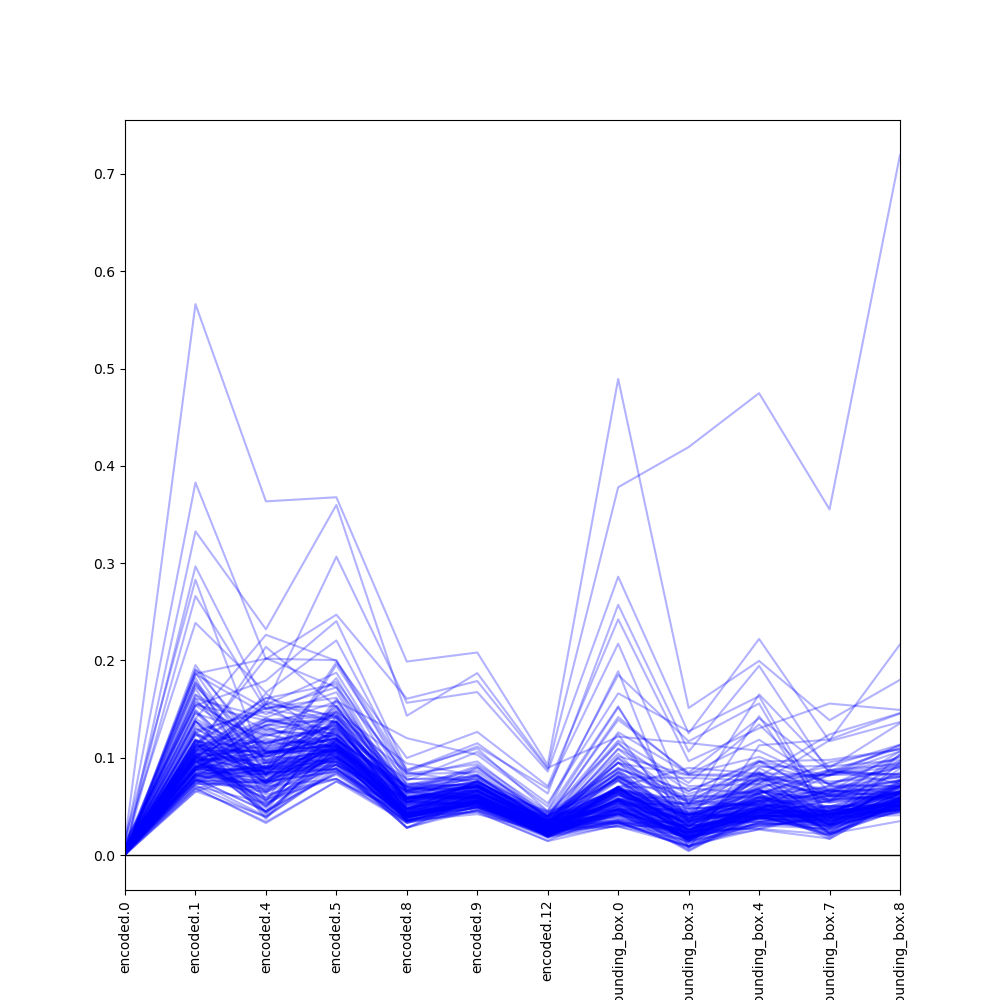 0.7
0.6
0.5
0.4
0.3
0.2
0.1
0.0
encoded.0
encoded.1
encoded.4
encoded.5
encoded.8
encoded.9
encoded.12
ounding_box.0
ounding_box.3
ounding_box.4
ounding_box.7
ounding_box.8